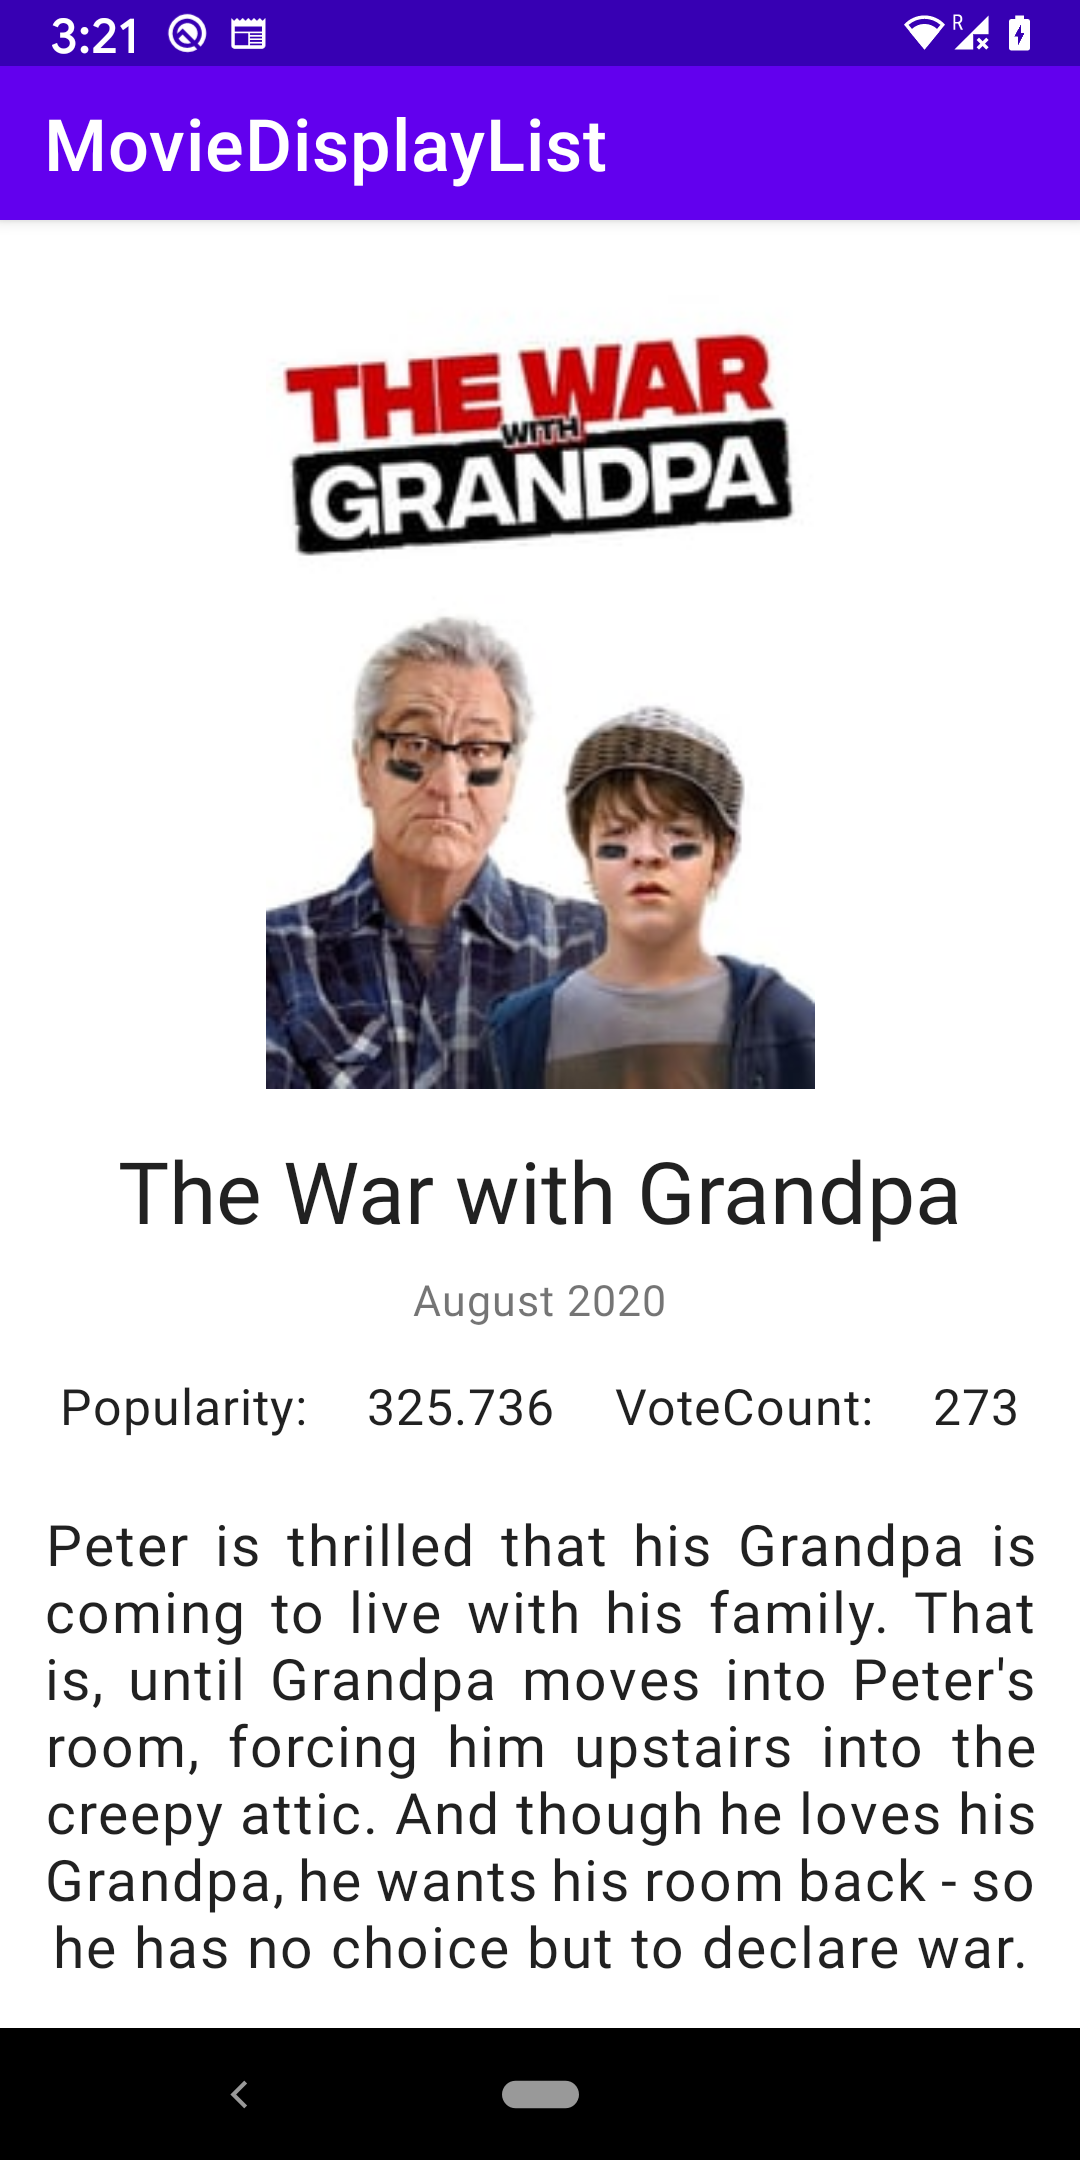 3:21
R
MovieDisplayList
THE WAR
WITH
GRANDPA
The War with Grandpa
August 2020
Popularity: 325.736 VoteCount: 273
Peter is thrilled that his Grandpa is
coming to live with his family. That
is, until Grandpa moves into Peter's
room, forcing him upstairs into the
creepy attic. And though he loves his
Grandpa, he wants his room back - so
he has no choice but to declare war.